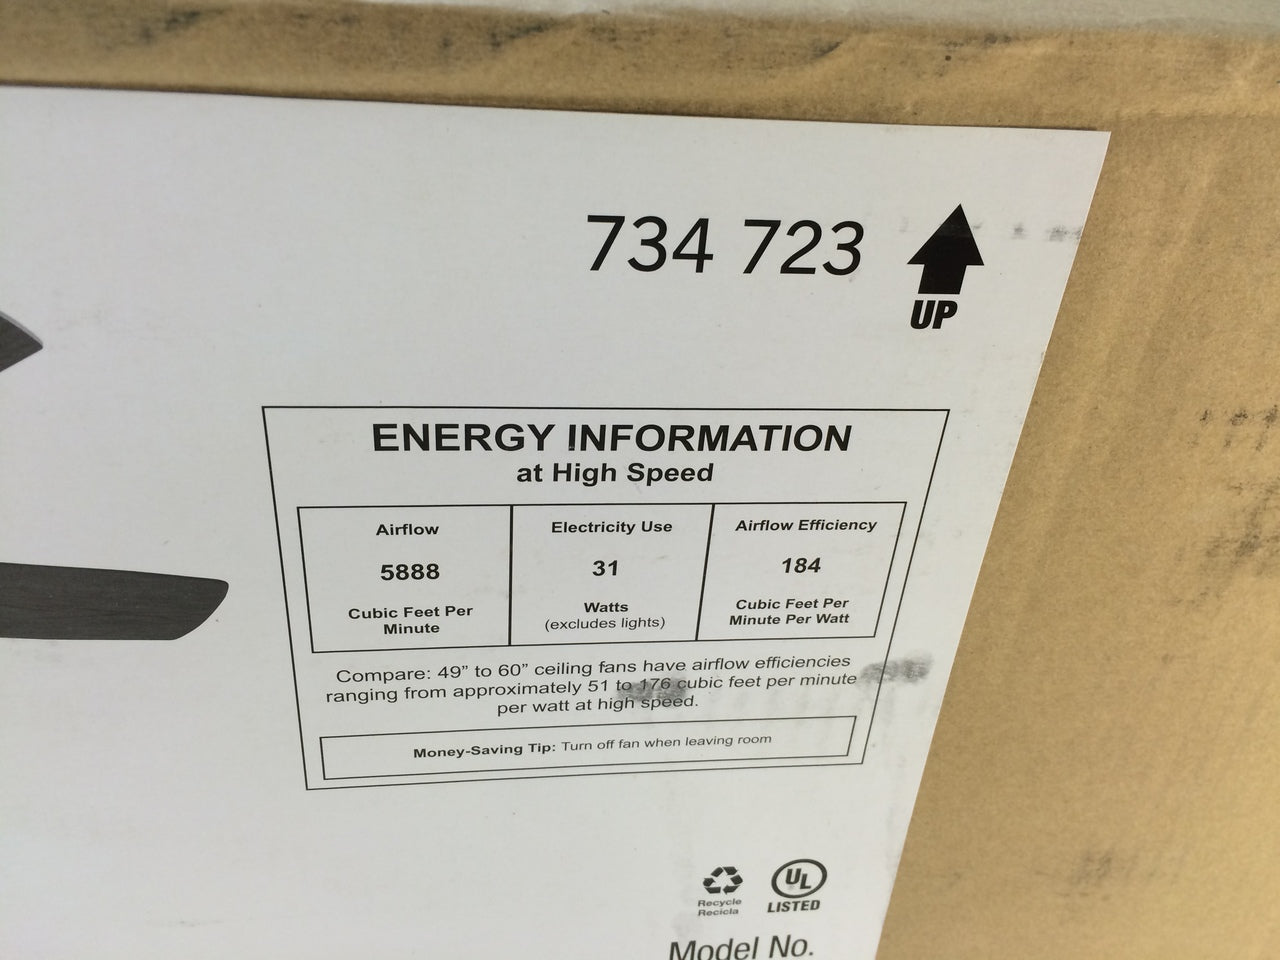 734 723
UP
ENERGY INFORMATION
at High Speed
Airflow
5888
Cubic Feet Per
Minute
Electricity Use
31
Watts
(excludes lights)
Airflow Efficiency
184
Cubic Feet Per
Minute Per Watt
Compare: 49” to 60” ceiling fans have airflow efficiencies
ranging from approximately 51 to 176 cubic feet per minute
per watt at high speed.
Money-Saving Tip: Turn off fan when leaving room
Recycle
Recicla
UL
LISTED
Model No.